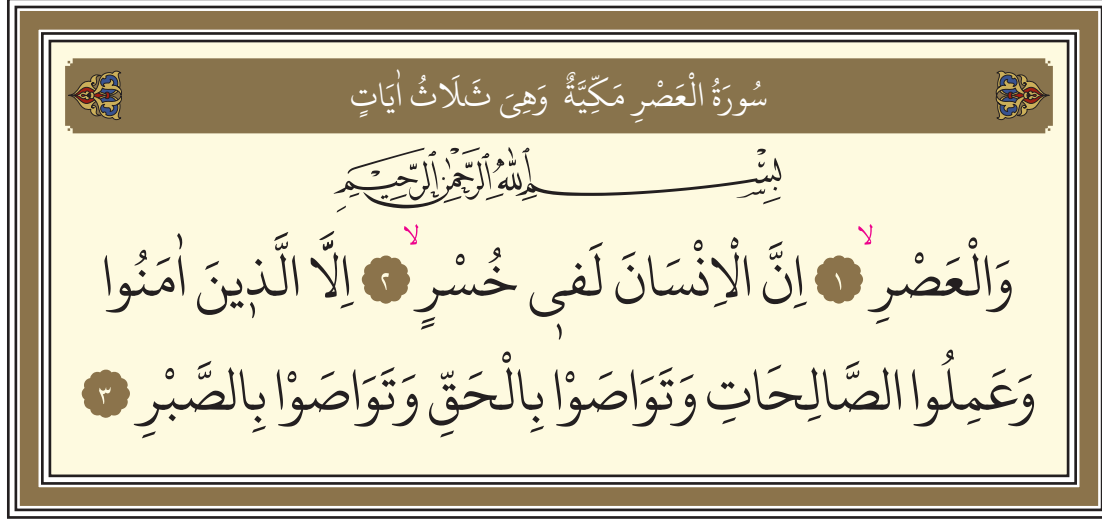 سُورَةُ الْعَصْرِ مَكِّيَّةٌ وَهِىَ ثَلَاثُ اٰيَاتٍ
بِسْمِ اللّٰهِ الرَّحْمٰنِ الرَّحِيمِ
وَالْعَصْرِۙ ﴿١﴾ اِنَّ الْاِنْسَانَ لَفٖى خُسْرٍۙ ﴿٢﴾ اِلَّا الَّذٖينَ اٰمَنُوا
وَعَمِلُوا الصَّالِحَاتِ وَتَوَاصَوْا بِالْحَقِّ وَتَوَاصَوْا بِالصَّبْرِ ﴿٣﴾